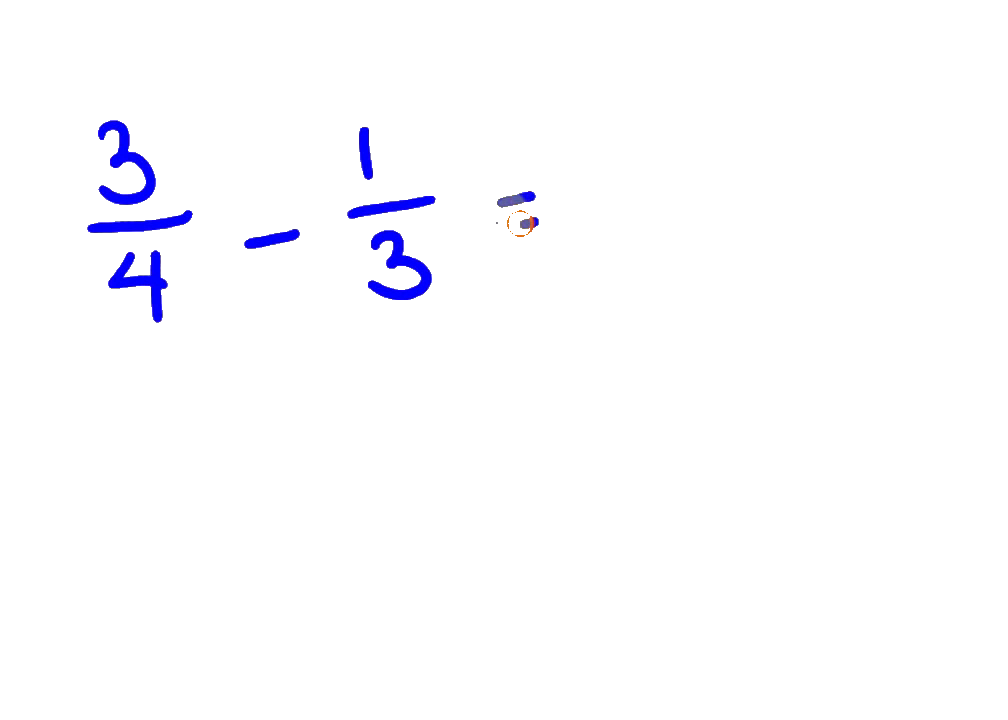 3/4 - 1/3 =